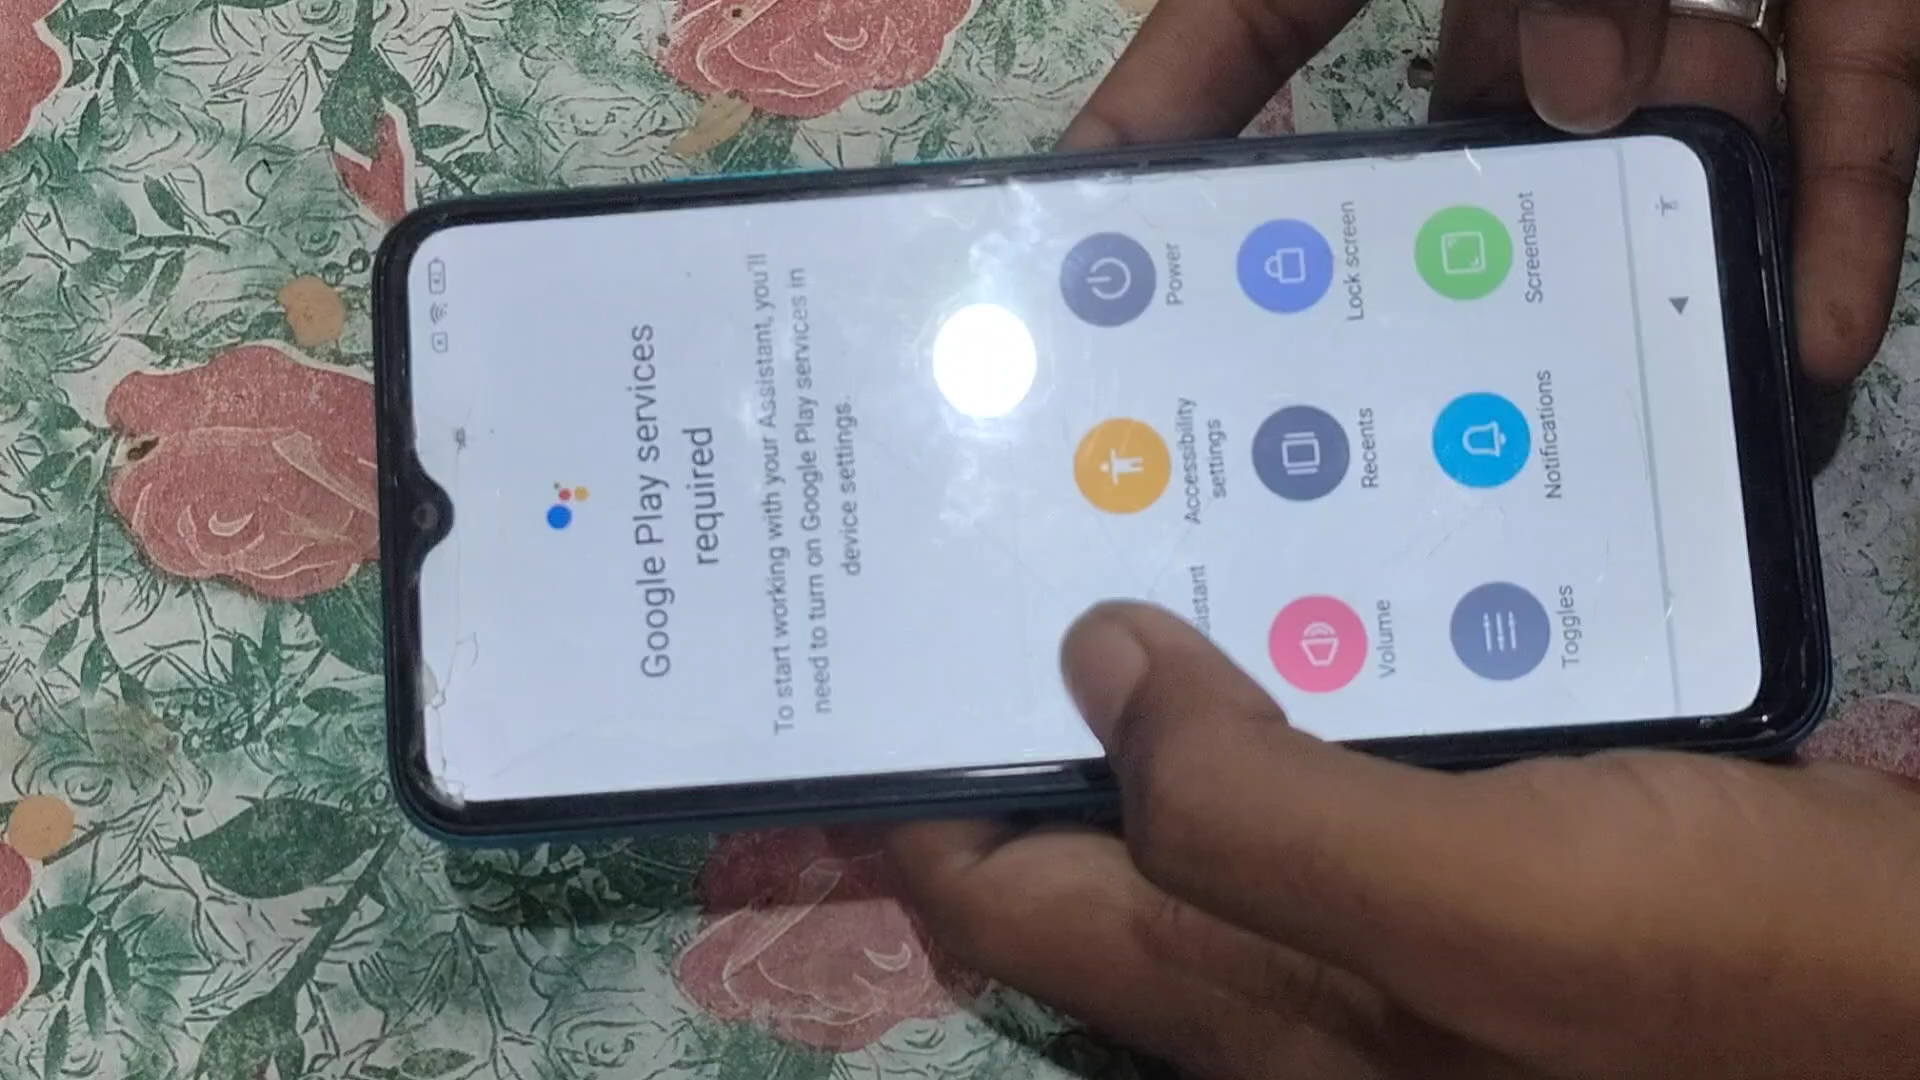 Google Play services
required
To start working with your Assistant, you'll
need to turn on Google Play services in
device settings.
Accessibility
settings
Power
Volume
Recents
Lock screen
Toggles
Notifications
Screenshot